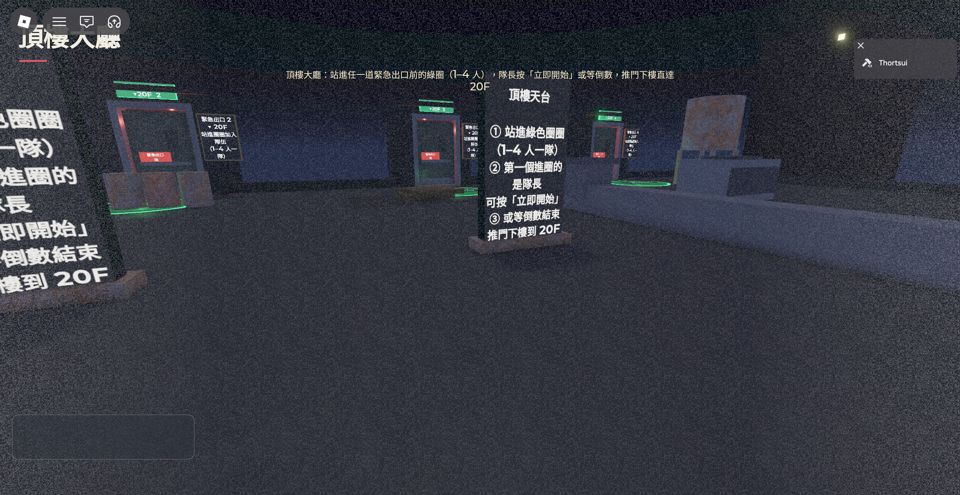 頂樓大廳
Thortsui
頂樓大廳：站進任一道緊急出口前的綠圈（1–4 人），隊長按「立即開始」或等倒數，推門下樓直達
20F
頂樓天台
① 站進綠色圈圈
（1–4 人一隊）
② 第一個進圈的
是隊長
可按「立即開始」
③ 或等倒數結束
推門下樓到 20F
色圈圈
一隊）
進圈的
隊長
即開始」
倒數結束
樓到 20F
緊急出口 2
站進圈圈加入
隊伍